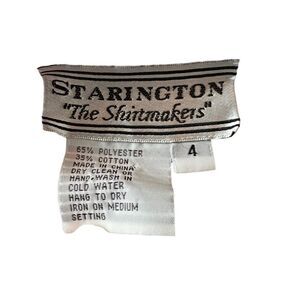 STARINGTON
"The Shirtmakers"
4
65% POLYESTER
35% COTTON
MADE IN CHINA
DRY CLEAN OR
HAND-WASH IN
COLD WATER
HANG TO DRY
IRON ON MEDIUM
SETTING